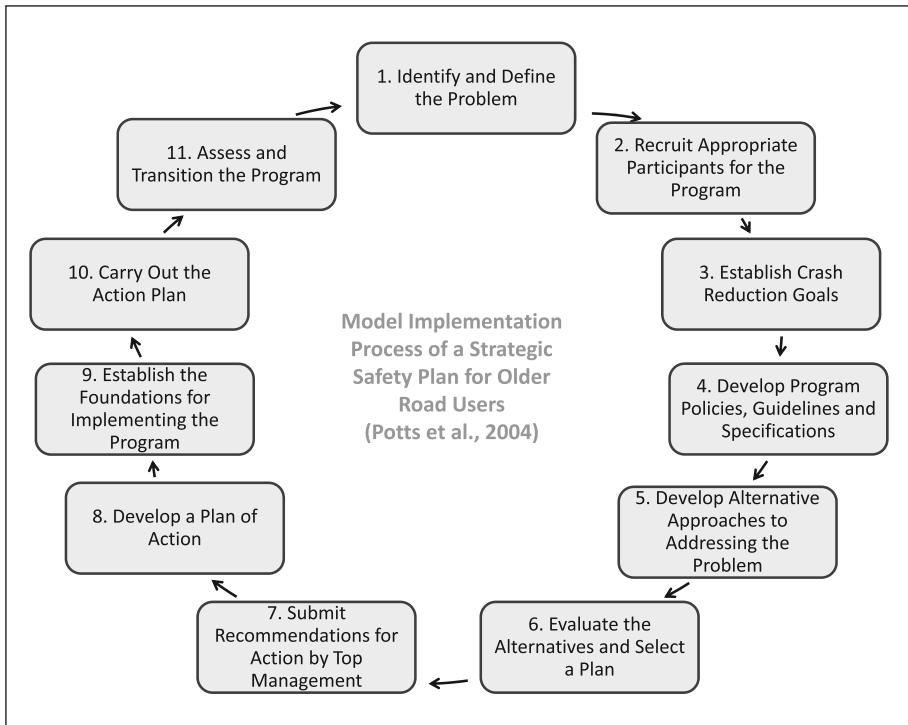 1. Identify and Define
the Problem
2. Recruit Appropriate
Participants for the
Program
3. Establish Crash
Reduction Goals
4. Develop Program
Policies, Guidelines and
Specifications
5. Develop Alternative
Approaches to
Addressing the
Problem
6. Evaluate the
Alternatives and Select
a Plan
7. Submit
Recommendations for
Action by Top
Management
8. Develop a Plan of
Action
9. Establish the
Foundations for
Implementing the
Program
10. Carry Out the
Action Plan
11. Assess and
Transition the Program
Model Implementation
Process of a Strategic
Safety Plan for Older
Road Users
(Potts et al., 2004)